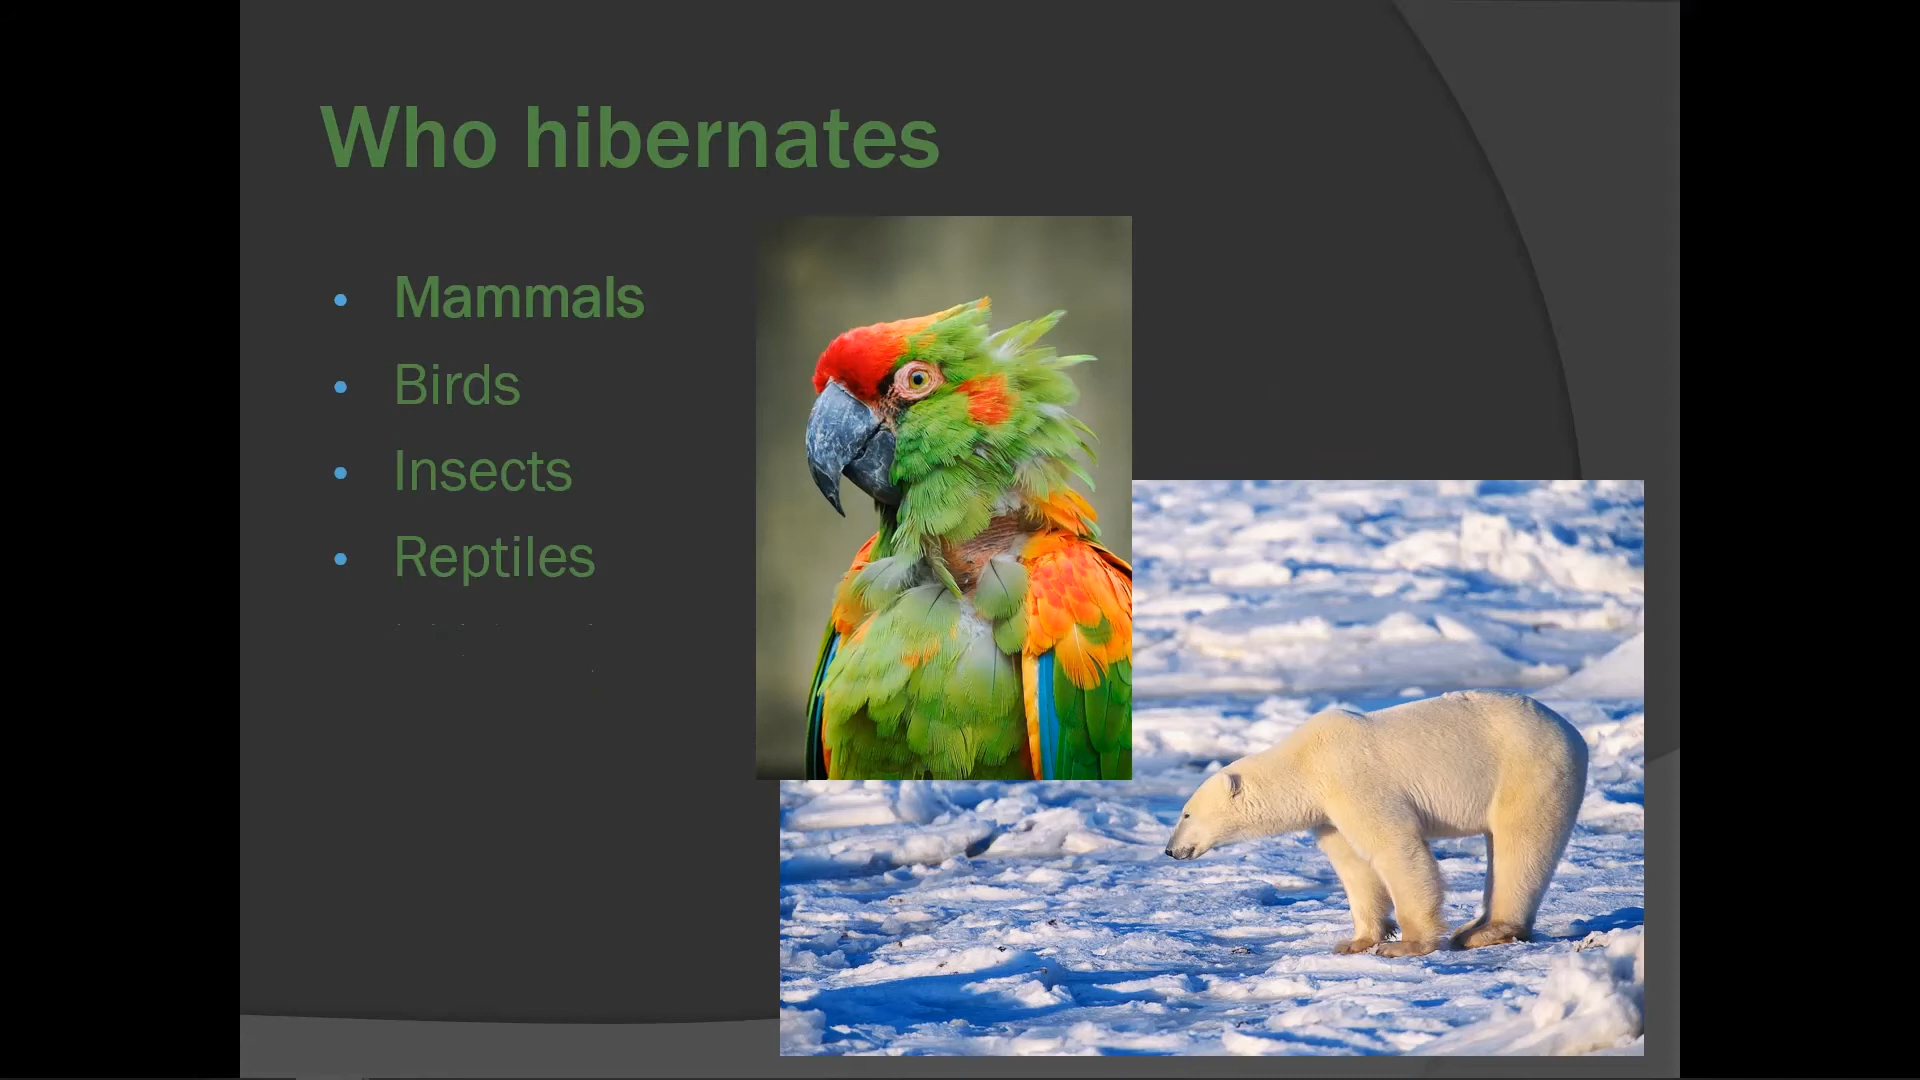 Who hibernates
• Mammals
• Birds
• Insects
• Reptiles